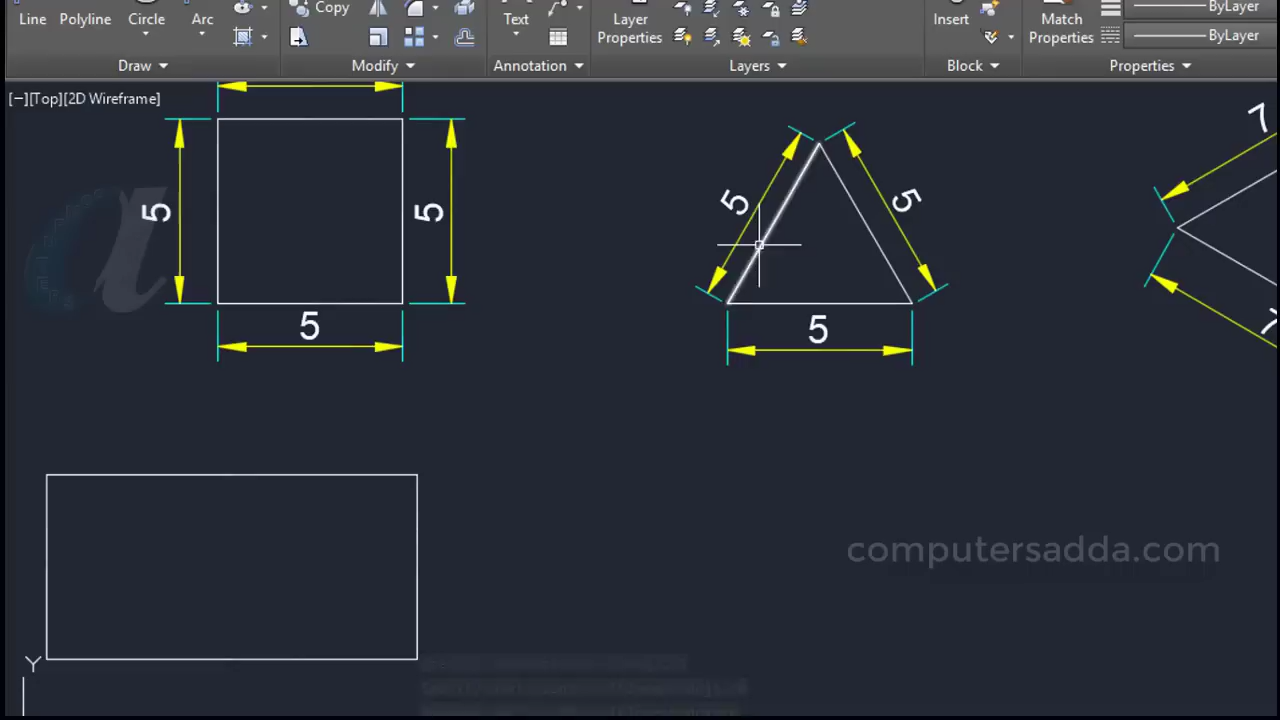 Copy
ByLayer
Line Polyline Circle Arc Text Layer Properties Insert Match Properties ByLayer
Draw Modify Annotation Layers Block Properties
[−][Top][2D Wireframe]
7
5 5 5 5
5 5
7
computersadda.com
Y